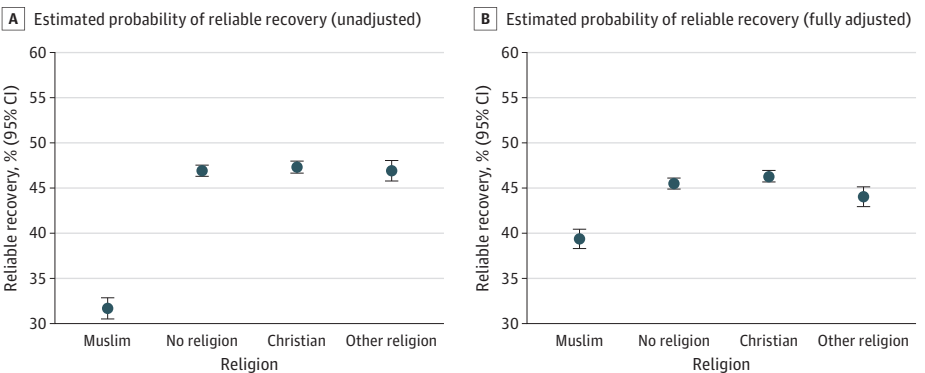 A Estimated probability of reliable recovery (unadjusted)
60
55
50
45
40
35
30
Reliable recovery, % (95% CI)
Muslim No religion Christian Other religion
Religion
B Estimated probability of reliable recovery (fully adjusted)
60
55
50
45
40
35
30
Reliable recovery, % (95% CI)
Muslim No religion Christian Other religion
Religion